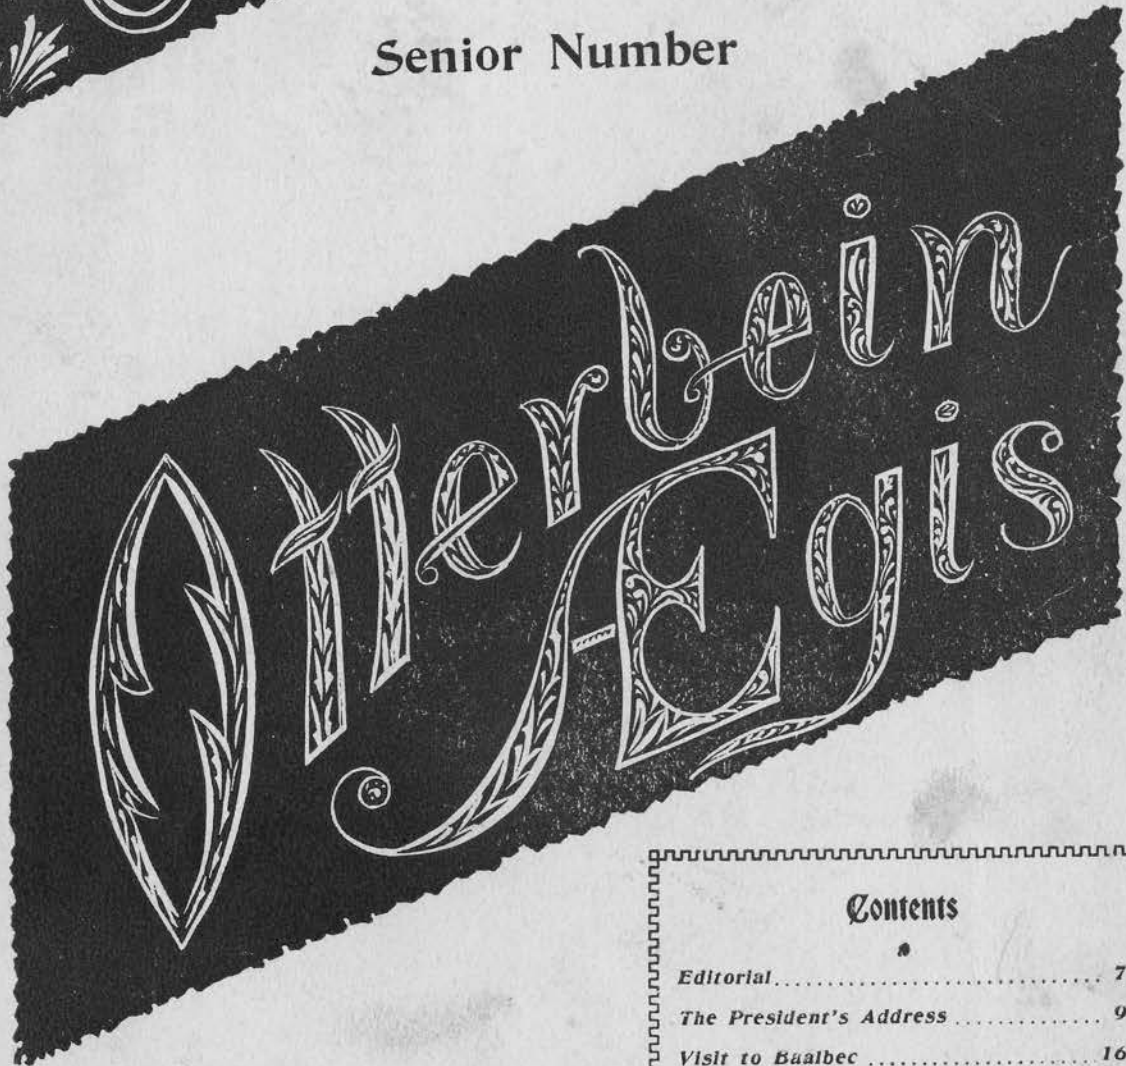 Senior Number
Otterbein
Ægis
Contents
Editorial.................................. 7
The President's Address .............. 9
Visit to Baalbec ......................... 16